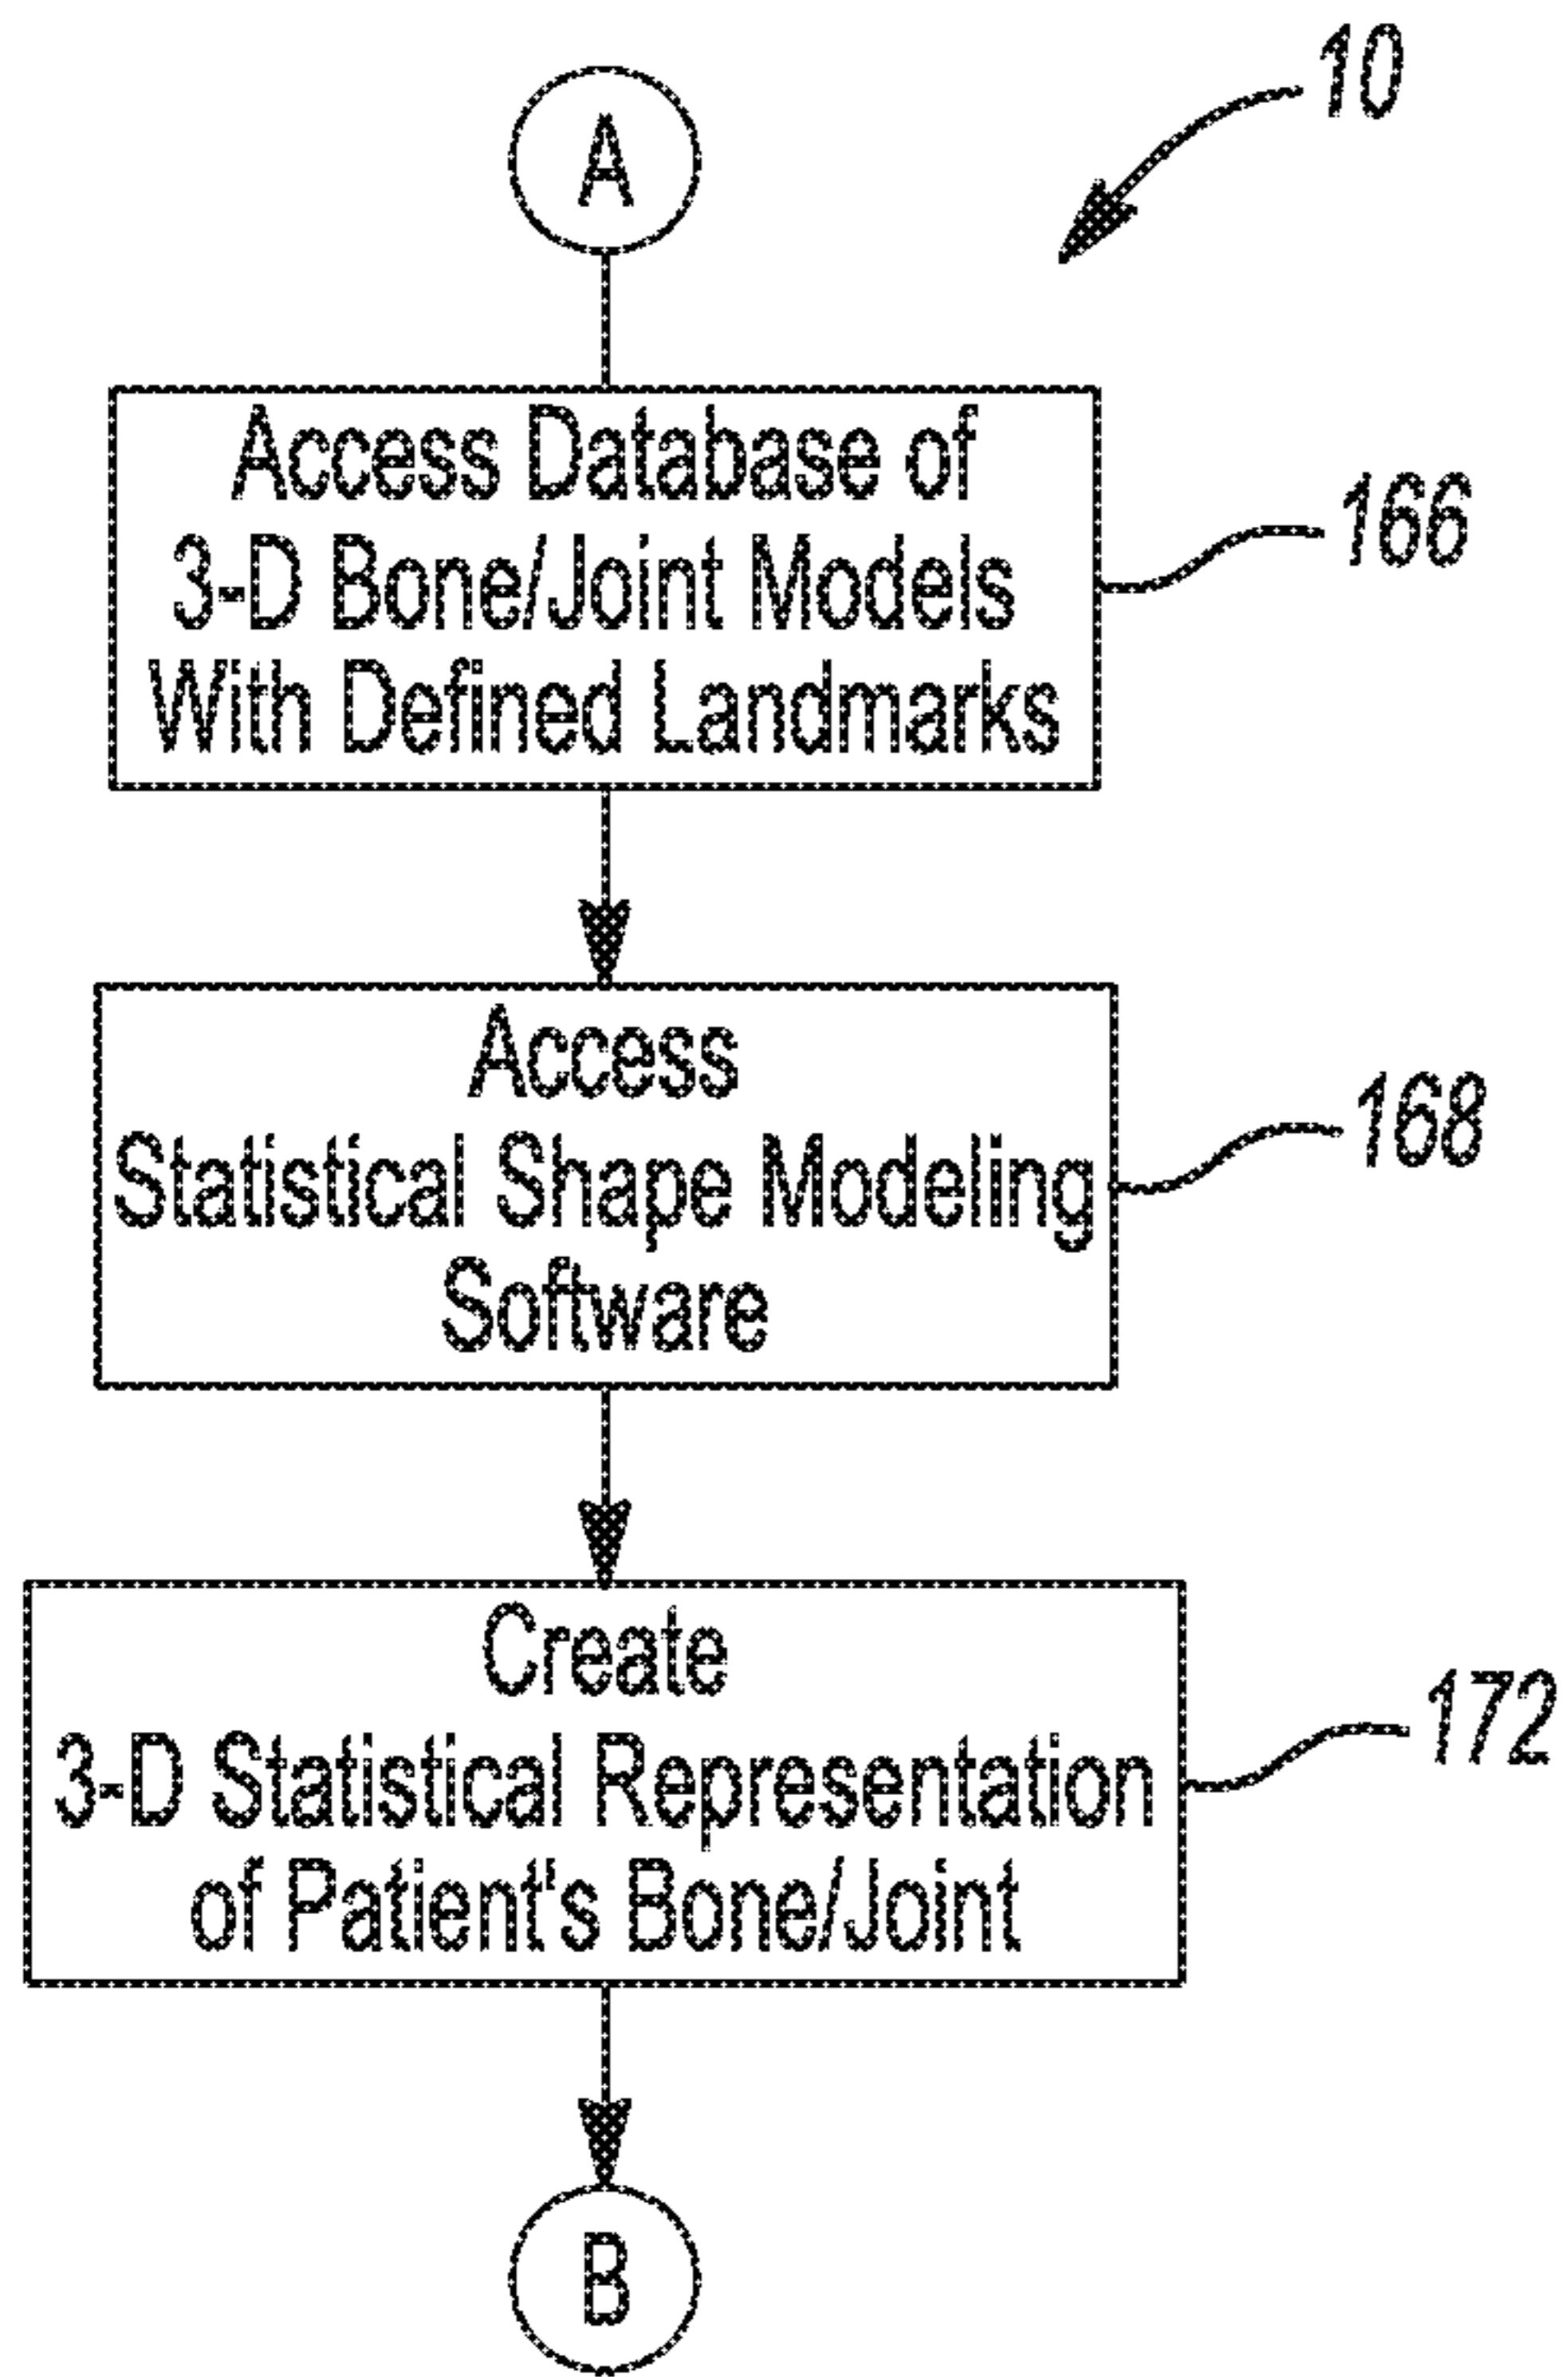 10
A
Access Database of
3-D Bone/Joint Models
With Defined Landmarks
166
Access
Statistical Shape Modeling
Software
168
Create
3-D Statistical Representation
of Patient's Bone/Joint
172
B